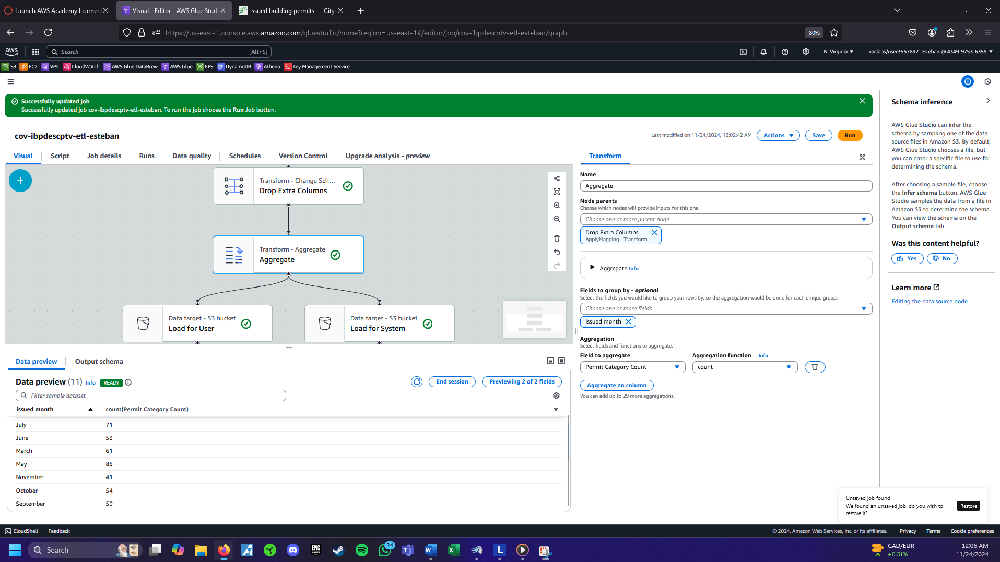 Launch AWS Academy Learner
Visual - Editor - AWS Glue Studi
Issued building permits — City
https://us-east-1.console.aws.amazon.com/gluestudio/home?region=us-east-1#/editor/job/cov-ibpdescptv-etl-esteban/graph
80%
aws
Search
[Alt+S]
N. Virginia
voclabs/user3557892=esteban @ 4349-9753-6355
S3
EC2
VPC
CloudWatch
AWS Glue DataBrew
AWS Glue
EFS
DynamoDB
Athena
Key Management Service
Successfully updated job
Successfully updated job cov-ibpdescptv-etl-esteban. To run the job choose the Run Job button.
cov-ibpdescptv-etl-esteban
Last modified on 11/24/2024, 12:02:42 AM
Actions
Save
Run
Visual
Script
Job details
Runs
Data quality
Schedules
Version Control
Upgrade analysis - preview
Transform - Change Sch...
Drop Extra Columns
Transform - Aggregate
Aggregate
Data target - S3 bucket
Load for User
Data target - S3 bucket
Load for System
Transform
Name
Aggregate
Node parents
Choose which nodes will provide inputs for this one.
Choose one or more parent node
Drop Extra Columns
ApplyMapping - Transform
Aggregate Info
Fields to group by - optional
Select the fields you would like to group your rows by, so the aggregation would be done for each unique group.
Choose one or more fields
issued month
Aggregation
Select fields and functions to aggregate.
Field to aggregate
Aggregation function
Info
Permit Category Count
count
Aggregate an column
You can add up to 29 more aggregations.
Data preview
Output schema
Data preview (11) Info READY
End session
Previewing 2 of 2 fields
Filter sample dataset
issued month
count(Permit Category Count)
July 71
June 53
March 61
May 85
November 41
October 54
September 59
Schema inference
AWS Glue Studio can infer the
schema by sampling one of the data
source files in Amazon S3. By default,
AWS Glue Studio chooses a file, but
you can enter a specific file to use for
determining the schema.
After choosing a sample file, choose
the Infer schema button. AWS Glue
Studio samples the data from a file in
Amazon S3 to determine the schema.
You can view the schema on the
Output schema tab.
Was this content helpful?
Yes
No
Learn more
Editing the data source node
Unsaved job found
We found an unsaved job, do you wish to
restore it?
Restore
CloudShell
Feedback
© 2024, Amazon Web Services, Inc. or its affiliates.
Privacy
Terms
Cookie preferences
Search
EPIC
GAMES
24
CAD/EUR
+0.51%
12:06 AM
11/24/2024